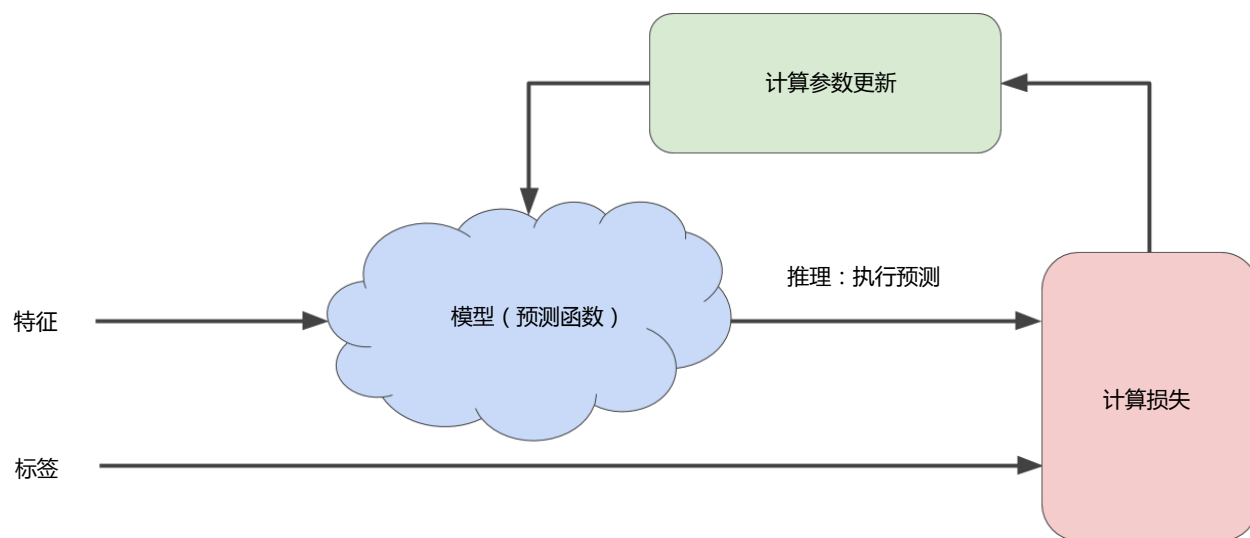 计算参数更新
推理：执行预测
特征
模型（预测函数）
计算损失
标签